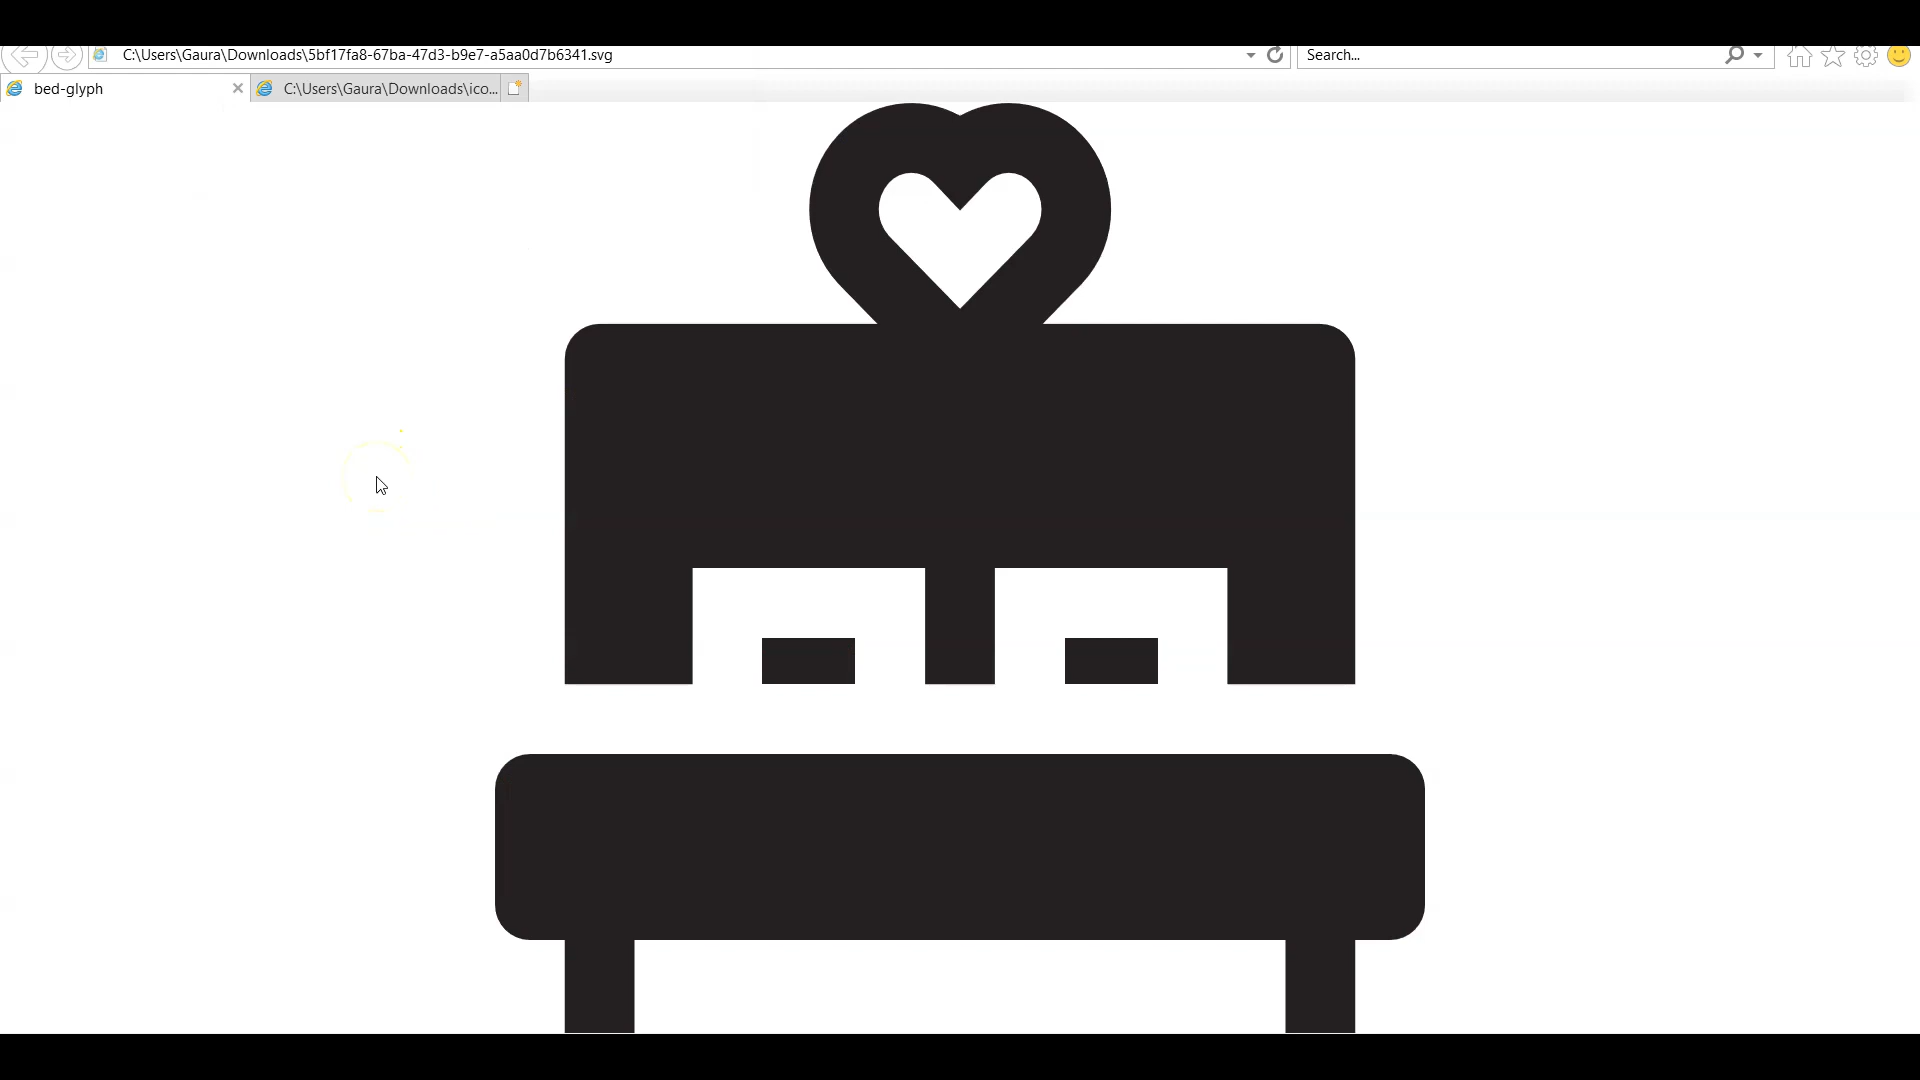 C:\Users\Gaura\Downloads\5bf17fa8-67ba-47d3-b9e7-a5aa0d7b6341.svg
Search...
bed-glyph
C:\Users\Gaura\Downloads\ico...